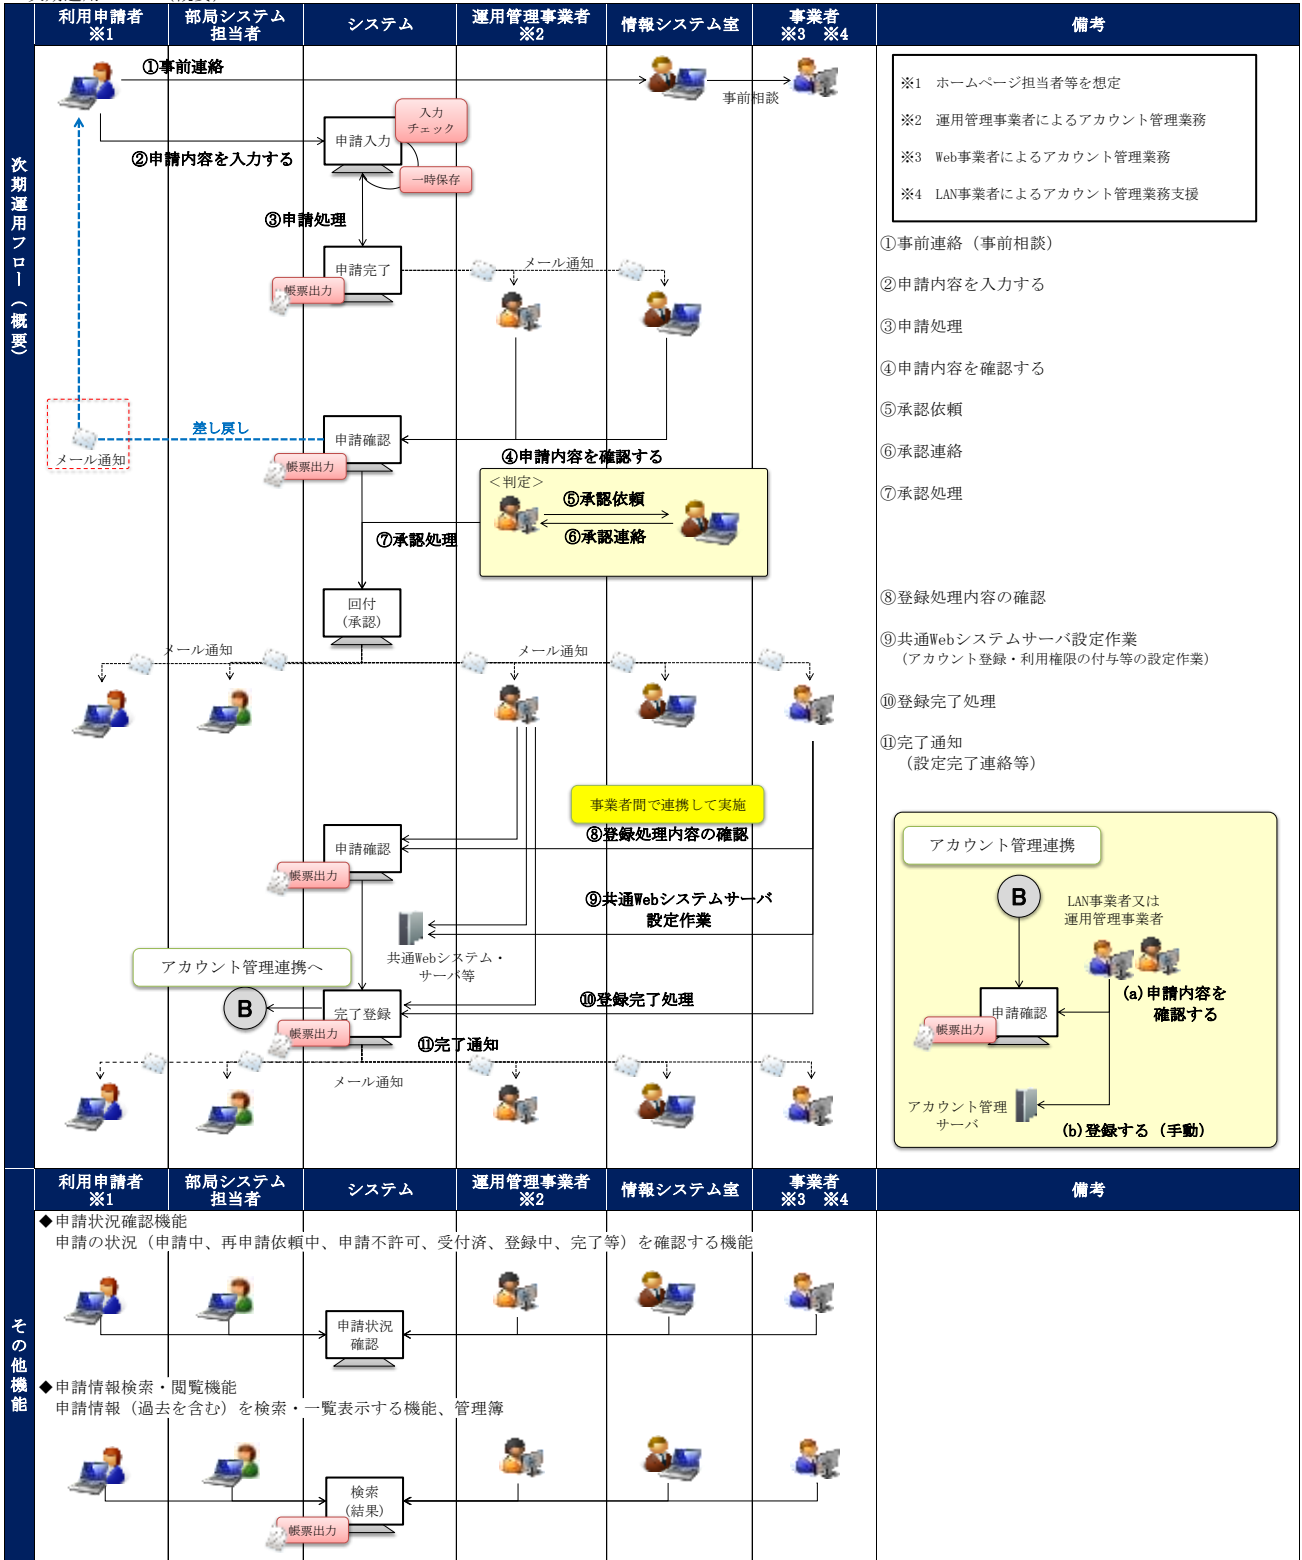 利用申請者
※1
部局システム
担当者
システム
運用管理事業者
※2
情報システム室
事業者
※3　※4
備考
次期運用フロー（概要）
①事前連絡
事前相談
入力
チェック
申請入力
②申請内容を入力する
一時保存
③申請処理
申請完了
帳票出力
メール通知
差し戻し
メール通知
申請確認
帳票出力
④申請内容を確認する
＜判定＞
⑤承認依頼
⑥承認連絡
⑦承認処理
回付
(承認)
メール通知
メール通知
事業者間で連携して実施
⑧登録処理内容の確認
申請確認
帳票出力
⑨共通Webシステムサーバ
設定作業
共通Webシステム・
サーバ等
アカウント管理連携へ
B
⑩登録完了処理
完了登録
帳票出力
⑪完了通知
メール通知
※1　ホームページ担当者等を想定
※2　運用管理事業者によるアカウント管理業務
※3　Web事業者によるアカウント管理業務
※4　LAN事業者によるアカウント管理業務支援
①事前連絡（事前相談）
②申請内容を入力する
③申請処理
④申請内容を確認する
⑤承認依頼
⑥承認連絡
⑦承認処理
⑧登録処理内容の確認
⑨共通Webシステムサーバ設定作業
（アカウント登録・利用権限の付与等の設定作業）
⑩登録完了処理
⑪完了通知
（設定完了連絡等）
アカウント管理連携
B
LAN事業者又は
運用管理事業者
(a)申請内容を
確認する
申請確認
帳票出力
アカウント管理
サーバ
(b)登録する（手動）
利用申請者
※1
部局システム
担当者
システム
運用管理事業者
※2
情報システム室
事業者
※3　※4
備考
その他機能
◆申請状況確認機能
申請の状況（申請中、再申請依頼中、申請不許可、受付済、登録中、完了等）を確認する機能
申請状況
確認
◆申請情報検索・閲覧機能
申請情報（過去を含む）を検索・一覧表示する機能、管理簿
検索
(結果)
帳票出力